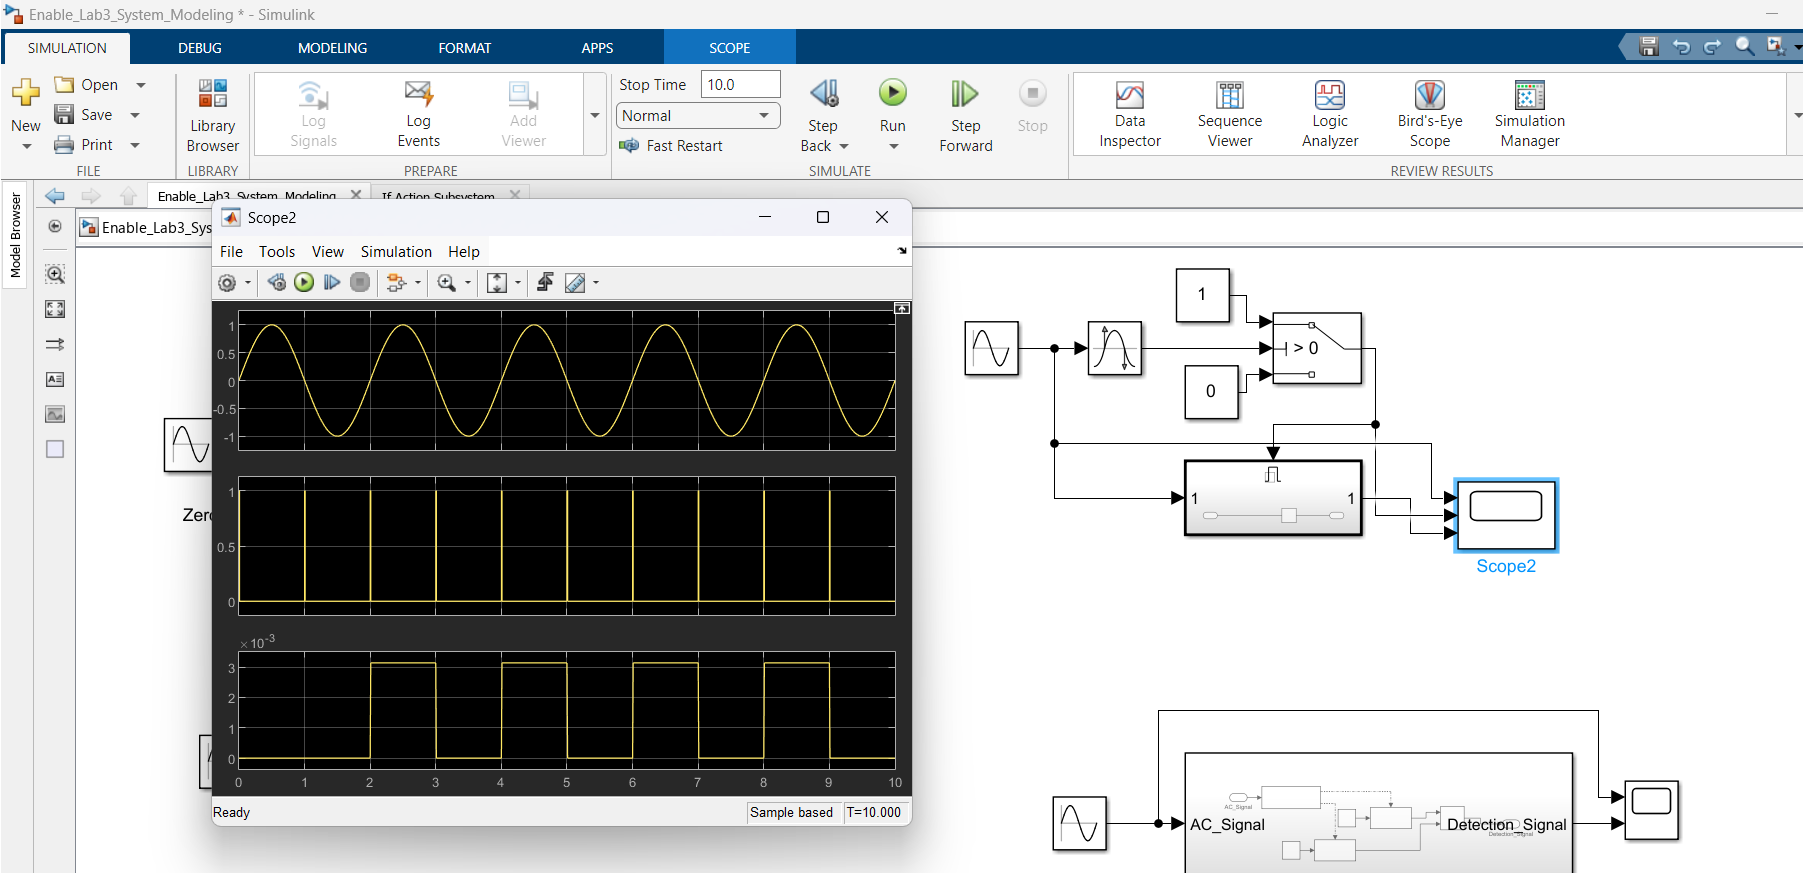 Enable_Lab3_System_Modeling * - Simulink
SIMULATION DEBUG MODELING FORMAT APPS SCOPE
New
Open
Save
Print
FILE
Library
Browser
LIBRARY
Log
Signals
Log
Events
Add
Viewer
PREPARE
Stop Time 10.0
Normal
Fast Restart
Step
Back
Run
Step
Forward
Stop
SIMULATE
Data
Inspector
Sequence
Viewer
Logic
Analyzer
Bird's-Eye
Scope
Simulation
Manager
REVIEW RESULTS
Model Browser
Enable_Lab3_System_Modeling
If Action Subsystem
Enable_Lab3_Sys
Scope2
File Tools View Simulation Help
1
0.5
0
-0.5
-1
1
0.5
0
×10-3
3
2
1
0
0 1 2 3 4 5 6 7 8 9 10
Ready
Sample based
T=10.000
Zero
1
> 0
0
1
1
Scope2
AC_Signal
AC_Signal
Detection_Signal
Detection_Signal